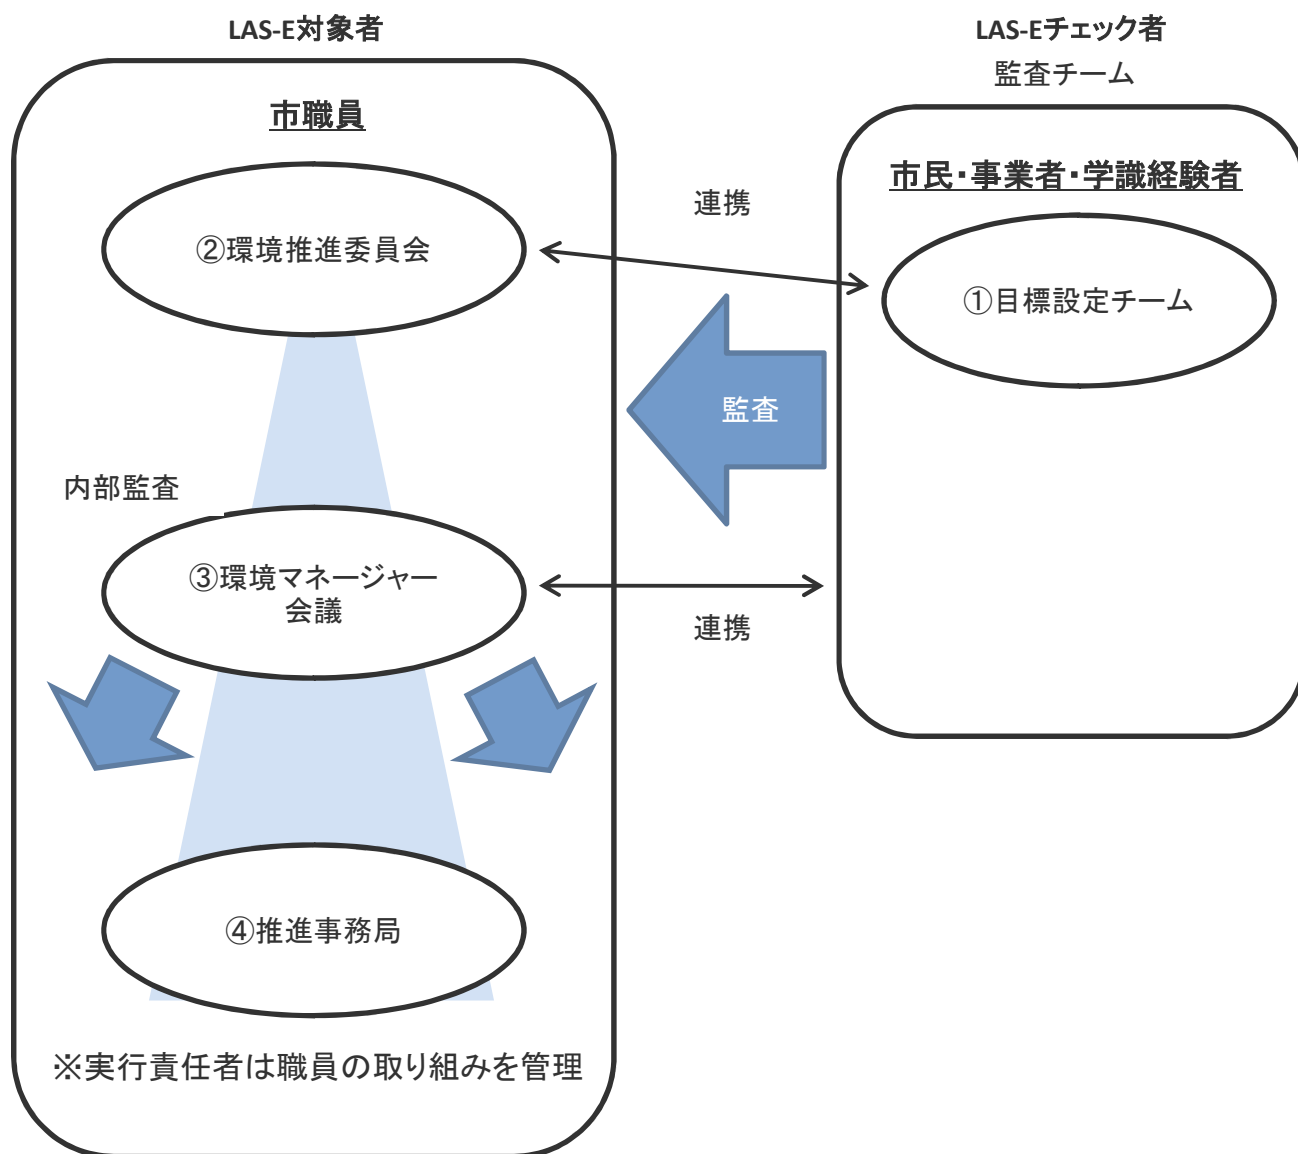 LAS-E対象者
市職員
②環境推進委員会
内部監査
③環境マネージャー
会議
④推進事務局
※実行責任者は職員の取り組みを管理
連携
監査
連携
LAS-Eチェック者
監査チーム
市民・事業者・学識経験者
①目標設定チーム